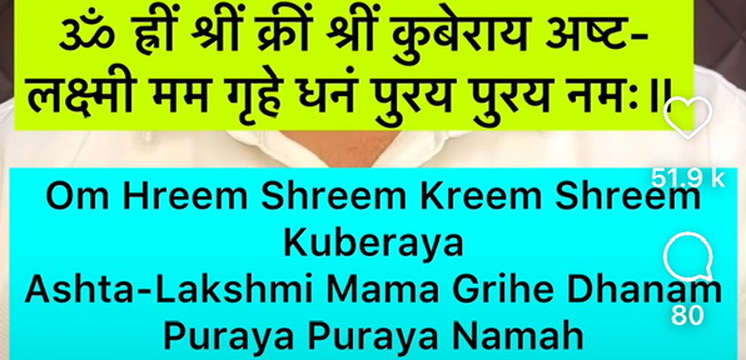 ॐ ह्रीं श्रीं क्रीं श्रीं कुबेराय अष्ट-
लक्ष्मी मम गृहे धनं पुरय पुरय नमः॥
51.9 k
Om Hreem Shreem Kreem Shreem
Kuberaya
Ashta-Lakshmi Mama Grihe Dhanam
Puraya Puraya Namah
80